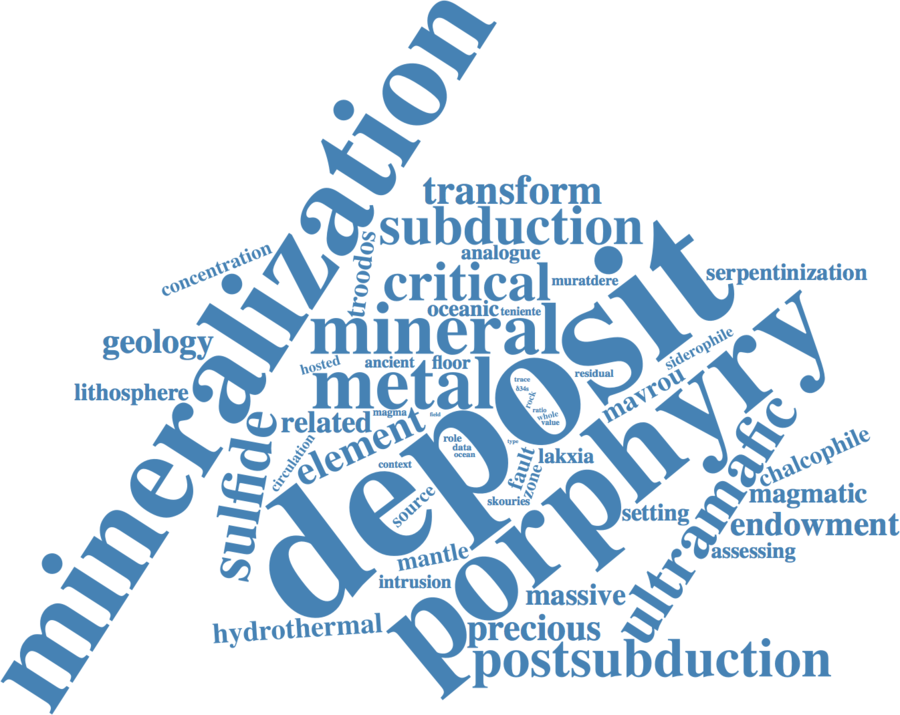 mineralization
transform
subduction
troodos
analogue
concentration
critical
muratdere
serpentinization
oceanic
teniente
deposit
geology
mineral
porphyry
siderophile
hosted
ancient
floor
metal
residual
lithosphere
trace
δ34s
rock
mavrou
ratio
whole
value
magma
field
related
element
sulfide
circulation
role
data
ocean
type
fault
lakxia
ultramafic
chalcophile
context
zone
source
skouries
magmatic
setting
endowment
assessing
mantle
intrusion
massive
hydrothermal
precious
postsubduction